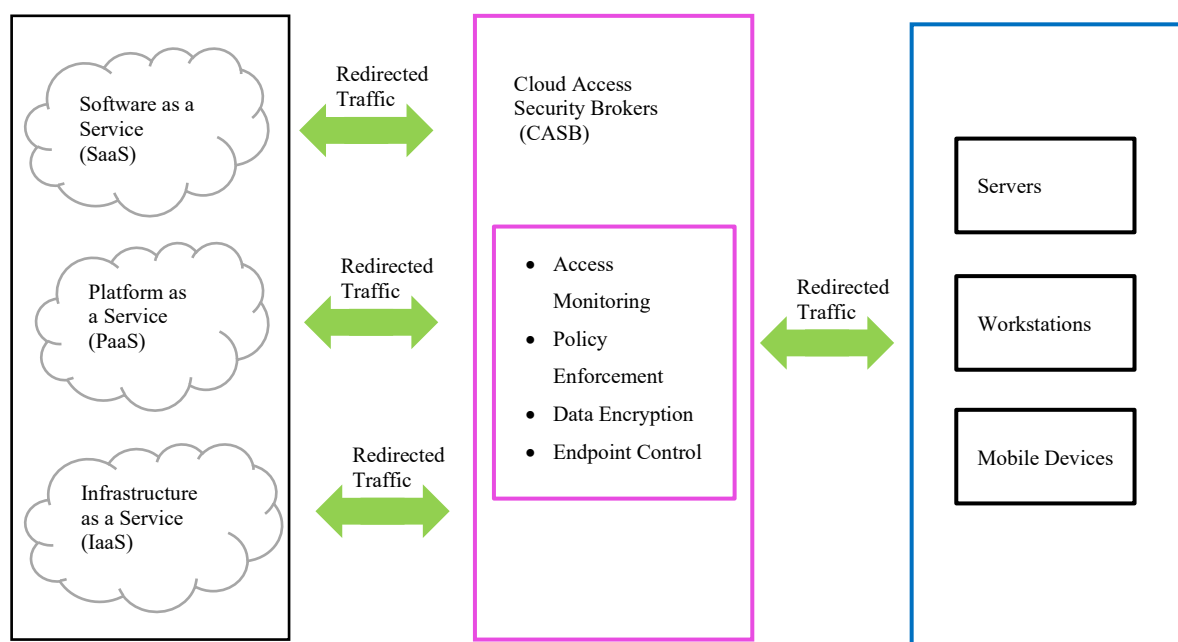 Software as a
Service
(SaaS)
Platform as
a Service
(PaaS)
Infrastructure
as a Service
(IaaS)
Redirected
Traffic
Redirected
Traffic
Redirected
Traffic
Cloud Access
Security Brokers
(CASB)
• Access
Monitoring
• Policy
Enforcement
• Data Encryption
• Endpoint Control
Redirected
Traffic
Servers
Workstations
Mobile Devices